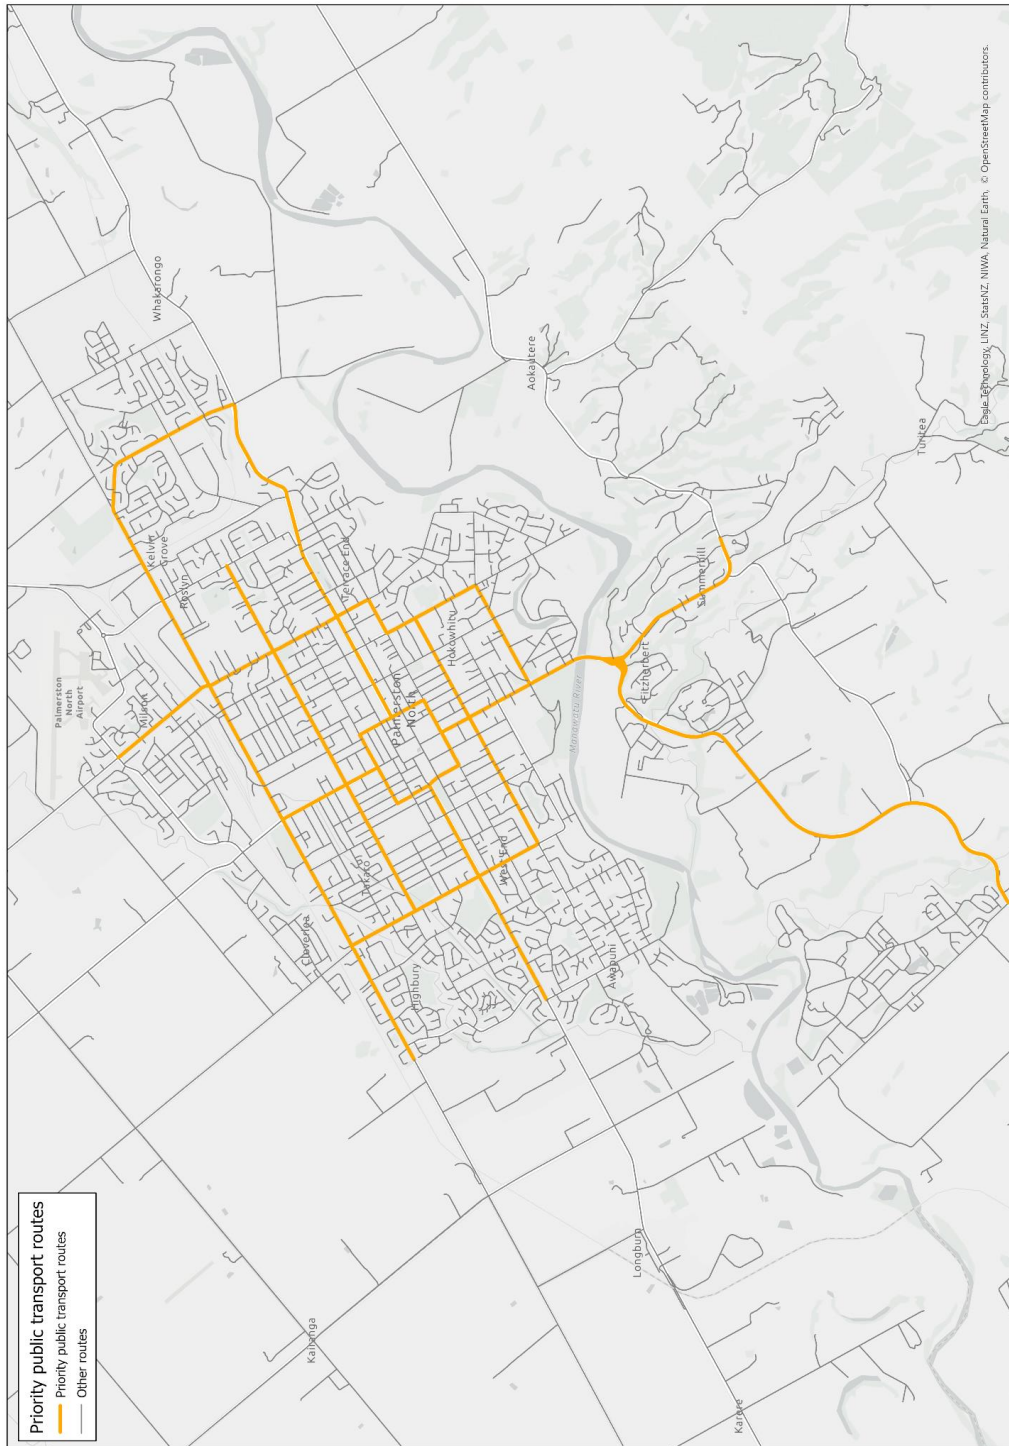 Priority public transport routes
Priority public transport routes
Other routes
Kairanga
Karere
Longburn
Cloverlea
Highbury
Takaro
Awapuni
West End
Milson
Palmerston
North
Airport
Palmerston
North
Roslyn
Kelvin
Grove
Terrace End
Hokowhitu
Manawatū River
Fitzherbert
Summerhill
Whakarongo
Aokautere
Turitea
Eagle Technology, LINZ, StatsNZ, NIWA, Natural Earth, © OpenStreetMap contributors.